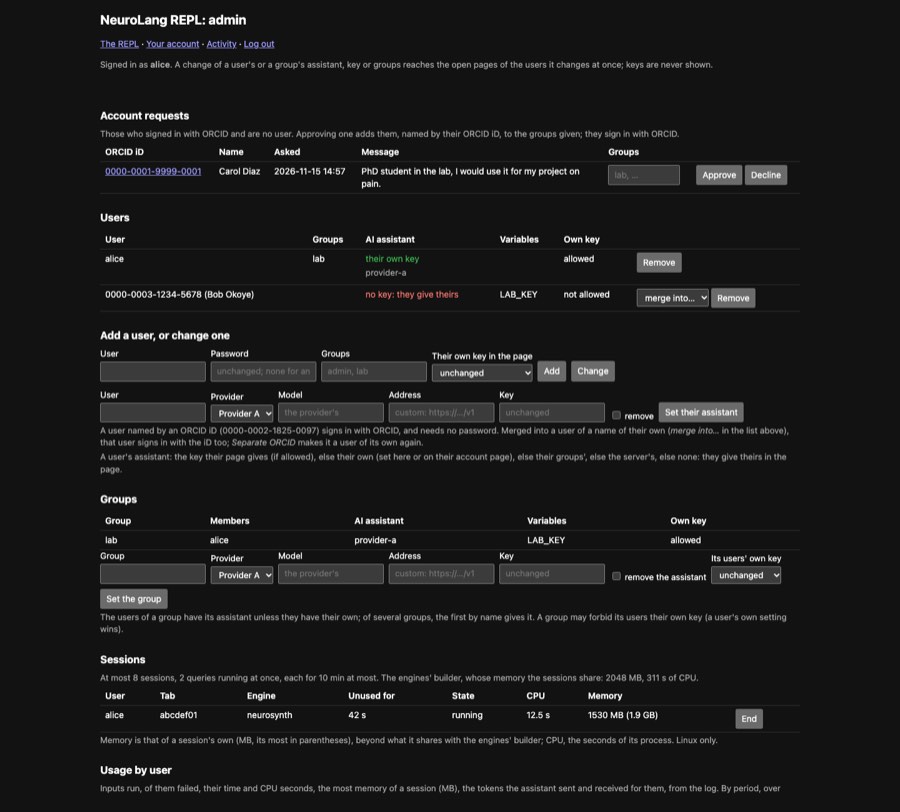 NeuroLang REPL: admin
The REPL · Your account · Activity · Log out
Signed in as alice. A change of a user's or a group's assistant, key or groups reaches the open pages of the users it changes at once; keys are never shown.
Account requests
Those who signed in with ORCID and are no user. Approving one adds them, named by their ORCID iD, to the groups given; they sign in with ORCID.
ORCID iD Name Asked Message Groups
0000-0001-9999-0001 Carol Diaz 2026-11-15 14:57 PhD student in the lab, I would use it for my project on lab, ... Approve Decline
pain.
Users
User Groups AI assistant Variables Own key
alice lab their own key allowed Remove
provider-a
0000-0003-1234-5678 (Bob Okoye) no key: they give theirs LAB_KEY not allowed merge into... Remove
Add a user, or change one
User Password Groups Their own key in the page
unchanged; none for an admin, lab unchanged Add Change
User Provider Model Address Key
Provider A the provider's custom: https://.../v1 unchanged remove Set their assistant
A user named by an ORCID iD (0000-0002-1825-0097) signs in with ORCID, and needs no password. Merged into a user of a name of their own (merge into... in the list above),
that user signs in with the iD too; Separate ORCID makes it a user of its own again.
A user's assistant: the key their page gives (if allowed), else their own (set here or on their account page), else their groups', else the server's, else none: they give theirs in the
page.
Groups
Group Members AI assistant Variables Own key
lab alice provider-a LAB_KEY allowed
Group Provider Model Address Key Its users' own key
Provider A the provider's custom: https://.../v1 unchanged remove the assistant unchanged
Set the group
The users of a group have its assistant unless they have their own; of several groups, the first by name gives it. A group may forbid its users their own key (a user's own setting
wins).
Sessions
At most 8 sessions, 2 queries running at once, each for 10 min at most. The engines' builder, whose memory the sessions share: 2048 MB, 311 s of CPU.
User Tab Engine Unused for State CPU Memory
alice abcdef01 neurosynth 42 s running 12.5 s 1530 MB (1.9 GB) End
Memory is that of a session's own (MB, its most in parentheses), beyond what it shares with the engines' builder; CPU, the seconds of its process. Linux only.
Usage by user
Inputs run, of them failed, their time and CPU seconds, the most memory of a session (MB), the tokens the assistant sent and received for them, from the log. By period, over